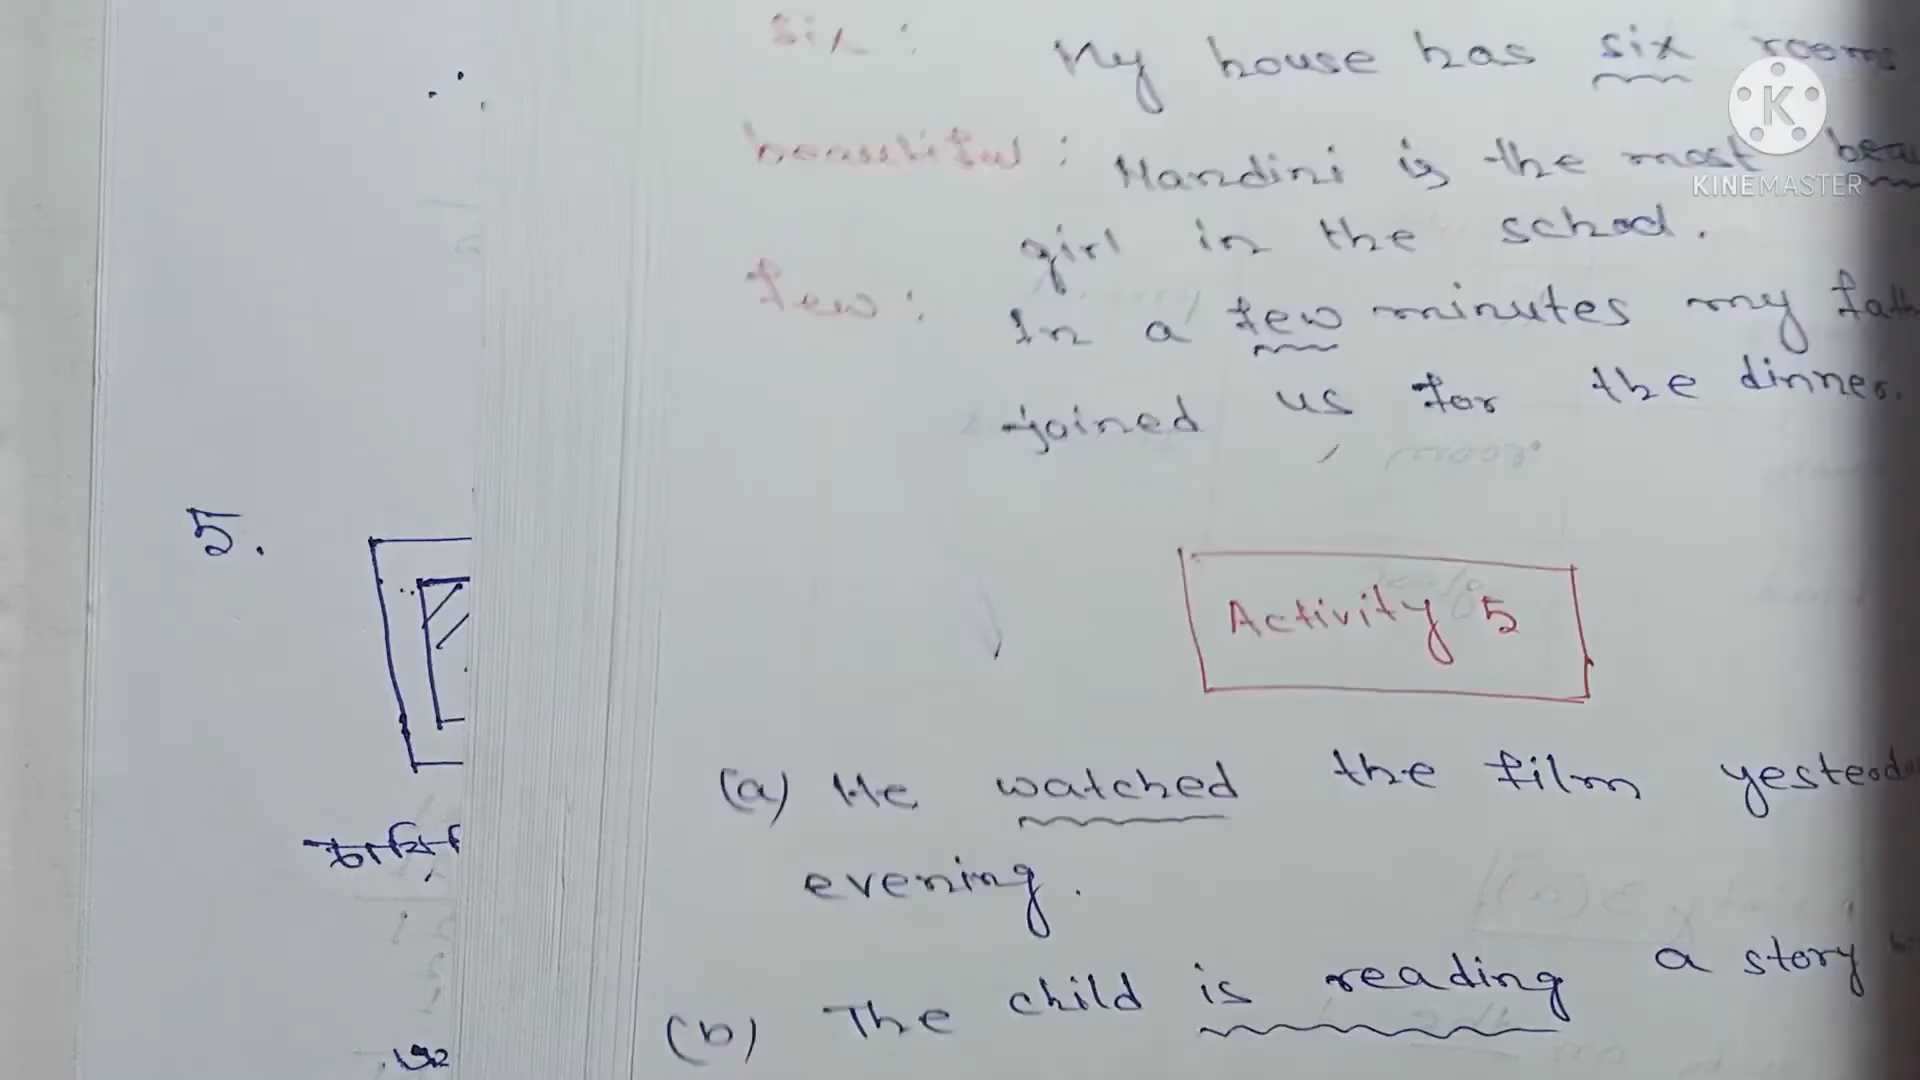 six : My house has six rooms
KINEMASTER
beautiful : Nandini is the most
girl in the school.
few : In a few minutes my
joined us for the dinner.
5.
Activity 5
(a) He watched the film
evening.
(b) The child is reading a story